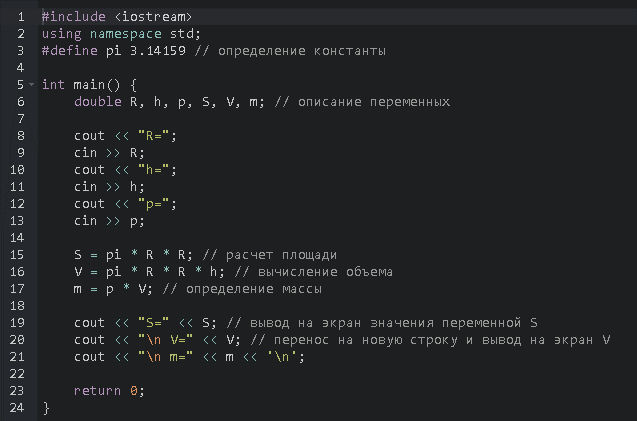 1 #include <iostream>
2 using namespace std;
3 #define pi 3.14159 // определение константы
4
5 int main() {
6     double R, h, p, S, V, m; // описание переменных
7
8     cout << "R=";
9     cin >> R;
10     cout << "h=";
11     cin >> h;
12     cout << "p=";
13     cin >> p;
14
15     S = pi * R * R; // расчет площади
16     V = pi * R * R * h; // вычисление объема
17     m = p * V; // определение массы
18
19     cout << "S=" << S; // вывод на экран значения переменной S
20     cout << "\n V=" << V; // перенос на новую строку и вывод на экран V
21     cout << "\n m=" << m << '\n';
22
23     return 0;
24 }